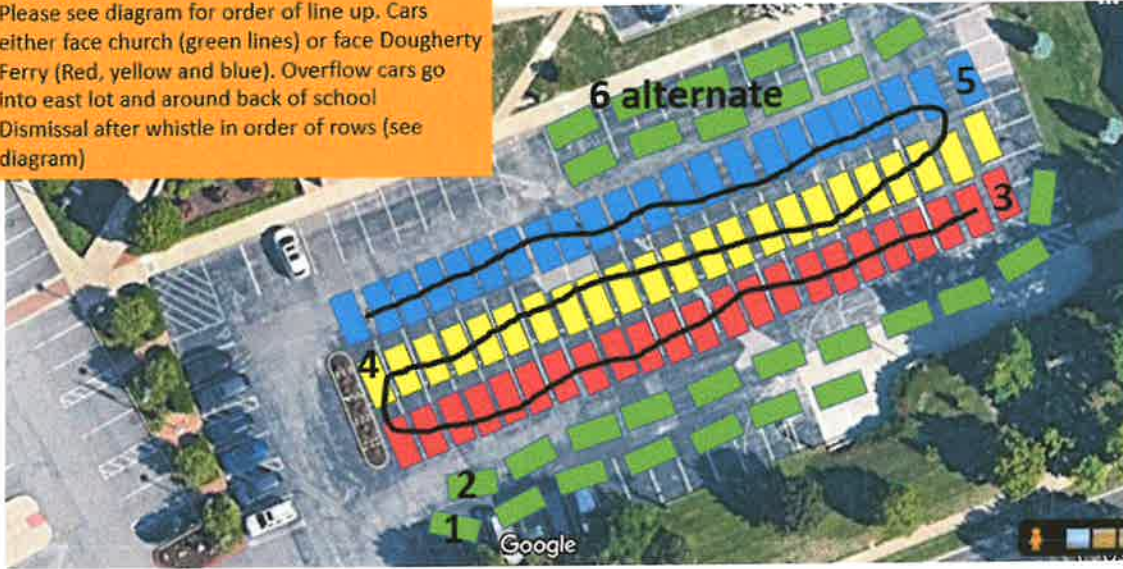 Please see diagram for order of line up. Cars
either face church (green lines) or face Dougherty
Ferry (Red, yellow and blue). Overflow cars go
into east lot and around back of school
Dismissal after whistle in order of rows (see
diagram)
6 alternate
5
3
4
2
1
Google